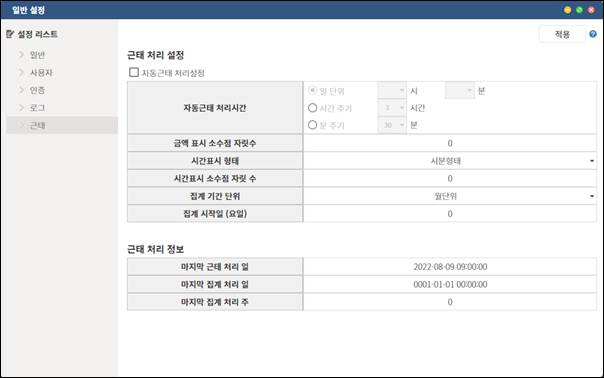 일반 설정
설정 리스트
적용
일반
사용자
인증
로그
근태
근태 처리 설정
자동근태 처리설정
자동근태 처리시간
일 단위 시 분
시간 주기 1 시간
분 주기 30 분
금액 표시 소수점 자릿수 0
시간표시 형태 시분형태
시간표시 소수점 자릿 수 0
집계 기간 단위 월단위
집계 시작일 (요일) 0
근태 처리 정보
마지막 근태 처리 일 2022-08-09 09:00:00
마지막 집계 처리 일 0001-01-01 00:00:00
마지막 집계 처리 주 0